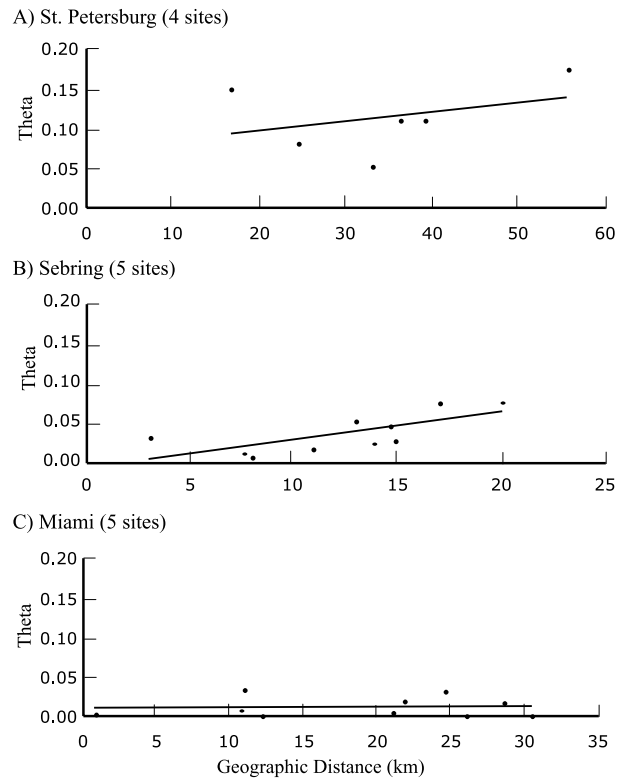 A) St. Petersburg (4 sites)
0.20
0.15
0.10
0.05
0.00
Theta
0 10 20 30 40 50 60
B) Sebring (5 sites)
0.20
0.15
0.10
0.05
0.00
Theta
0 5 10 15 20 25
C) Miami (5 sites)
0.20
0.15
0.10
0.05
0.00
Theta
0 5 10 15 20 25 30 35
Geographic Distance (km)